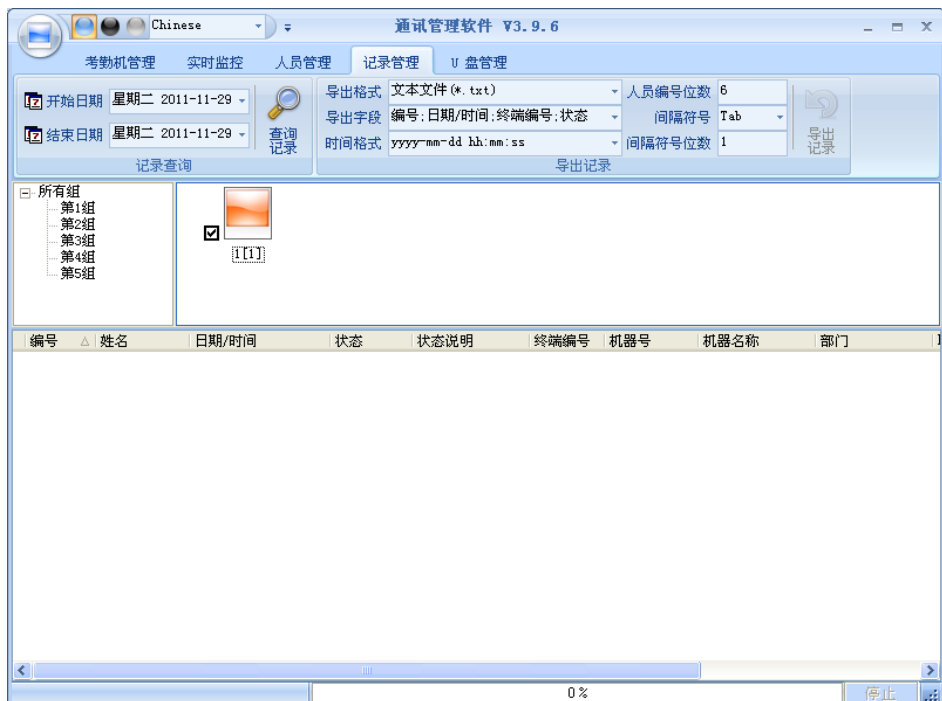 Chinese 通讯管理软件 V3.9.6
考勤机管理 实时监控 人员管理 记录管理 U 盘管理
开始日期 星期二 2011-11-29
结束日期 星期二 2011-11-29
查询记录
记录查询
导出格式 文本文件(*.txt) 人员编号位数 6
导出字段 编号;日期/时间;终端编号;状态 间隔符号 Tab
时间格式 yyyy-mm-dd hh:mm:ss 间隔符号位数 1
导出记录
导出记录
所有组
第1组
第2组
第3组
第4组
第5组
1[1]
编号 姓名 日期/时间 状态 状态说明 终端编号 机器号 机器名称 部门
0% 停止